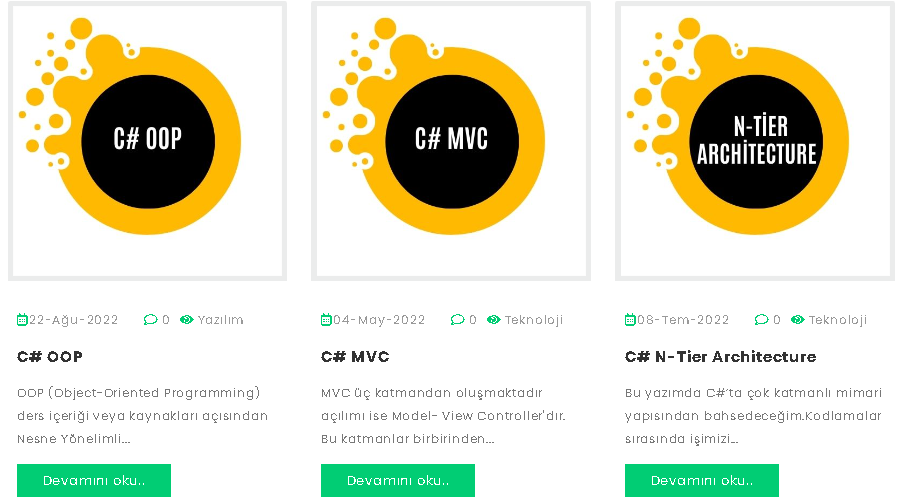 C# OOP
22-Ağu-2022 0 Yazılım
C# OOP
OOP (Object-Oriented Programming)
ders içeriği veya kaynakları açısından
Nesne Yönelimli...
Devamını oku..
C# MVC
04-May-2022 0 Teknoloji
C# MVC
MVC üç katmandan oluşmaktadır
açılımı ise Model- View Controller'dır.
Bu katmanlar birbirinden...
Devamını oku..
N-TİER
ARCHİTECTURE
08-Tem-2022 0 Teknoloji
C# N-Tier Architecture
Bu yazımda C#'ta çok katmanlı mimari
yapısından bahsedeceğim.Kodlamalar
sırasında işimizi...
Devamını oku..